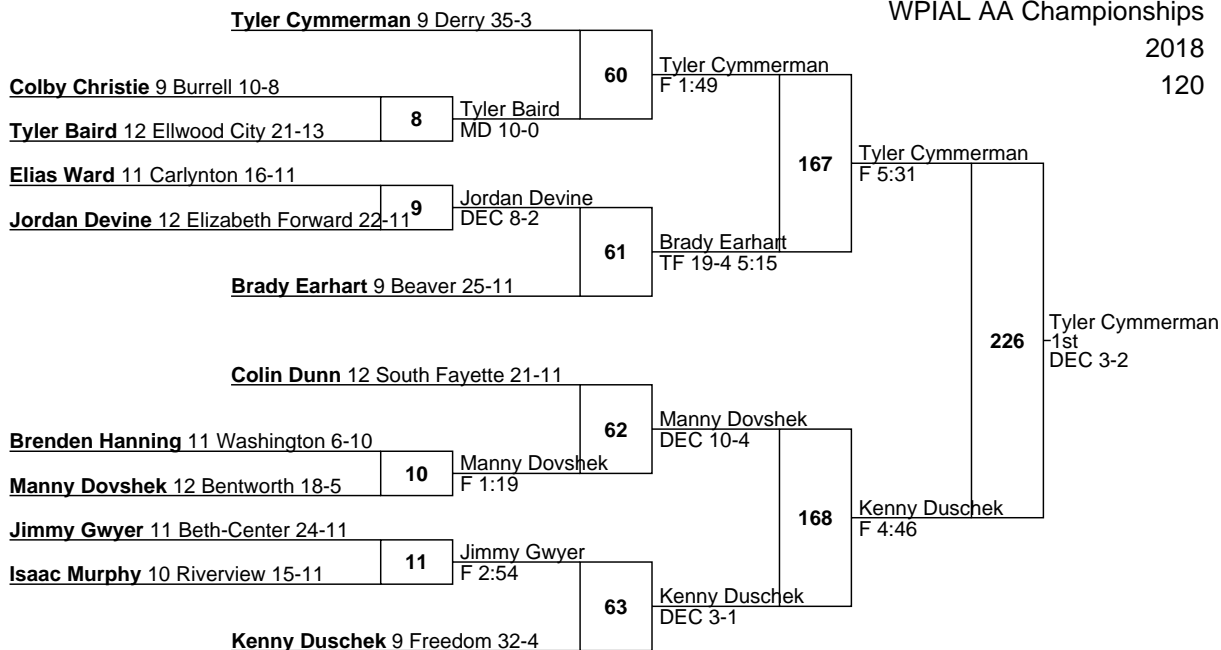 WPIAL AA Championships
2018
120
Tyler Cymmerman 9 Derry 35-3
60
Tyler Cymmerman
F 1:49
Colby Christie 9 Burrell 10-8
8
Tyler Baird
MD 10-0
Tyler Baird 12 Ellwood City 21-13
167
Tyler Cymmerman
F 5:31
Elias Ward 11 Carlynton 16-11
9
Jordan Devine
DEC 8-2
Jordan Devine 12 Elizabeth Forward 22-11
61
Brady Earhart
TF 19-4 5:15
Brady Earhart 9 Beaver 25-11
226
Tyler Cymmerman
1st
DEC 3-2
Colin Dunn 12 South Fayette 21-11
62
Manny Dovshek
DEC 10-4
Brenden Hanning 11 Washington 6-10
10
Manny Dovshek
F 1:19
Manny Dovshek 12 Bentworth 18-5
168
Kenny Duschek
F 4:46
Jimmy Gwyer 11 Beth-Center 24-11
11
Jimmy Gwyer
F 2:54
Isaac Murphy 10 Riverview 15-11
63
Kenny Duschek
DEC 3-1
Kenny Duschek 9 Freedom 32-4